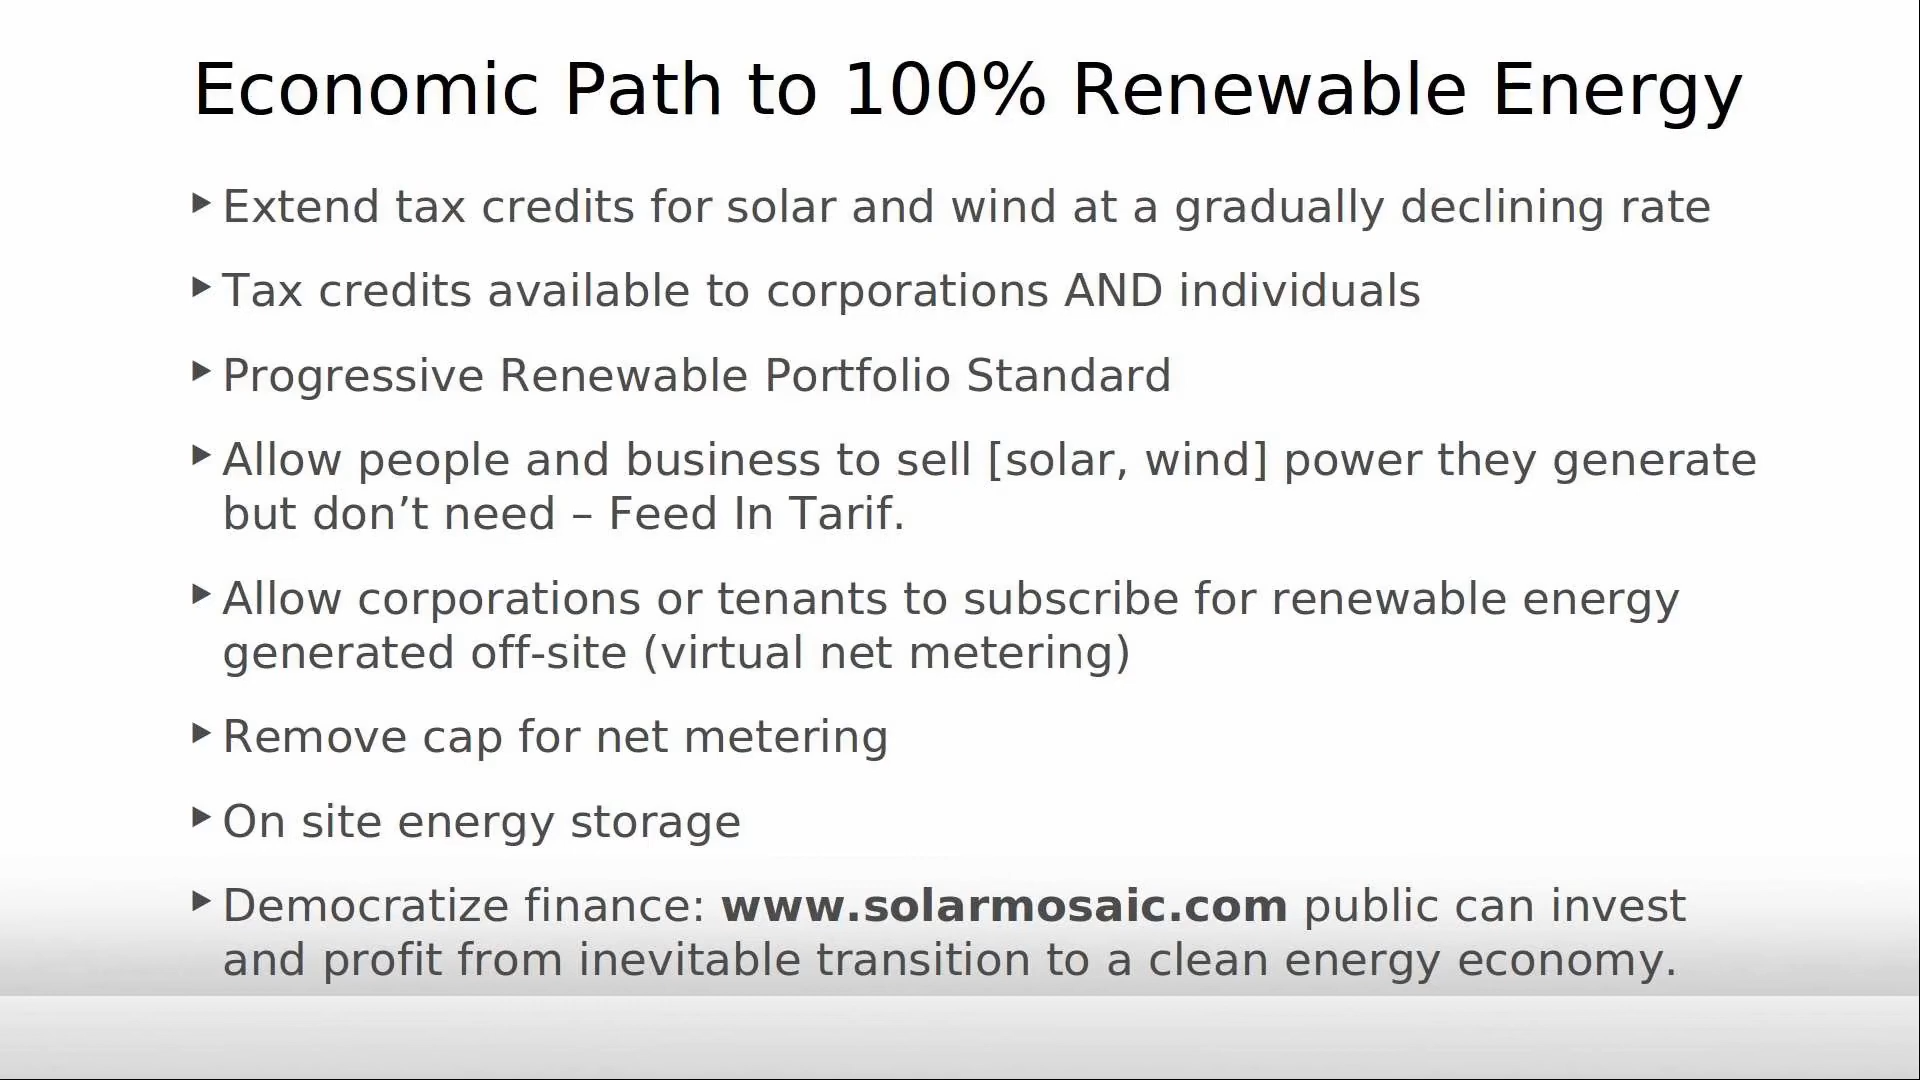 Economic Path to 100% Renewable Energy
Extend tax credits for solar and wind at a gradually declining rate
Tax credits available to corporations AND individuals
Progressive Renewable Portfolio Standard
Allow people and business to sell [solar, wind] power they generate
but don’t need – Feed In Tarif.
Allow corporations or tenants to subscribe for renewable energy
generated off-site (virtual net metering)
Remove cap for net metering
On site energy storage
Democratize finance: www.solarmosaic.com public can invest
and profit from inevitable transition to a clean energy economy.